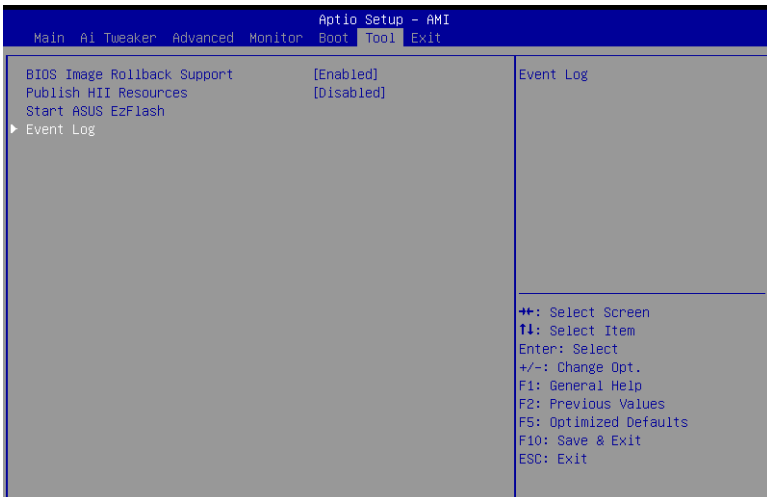 Aptio Setup - AMI
Main Ai Tweaker Advanced Monitor Boot Tool Exit
BIOS Image Rollback Support [Enabled]
Publish HII Resources [Disabled]
Start ASUS EzFlash
Event Log
Event Log
→←: Select Screen
↑↓: Select Item
Enter: Select
+/-: Change Opt.
F1: General Help
F2: Previous Values
F5: Optimized Defaults
F10: Save & Exit
ESC: Exit